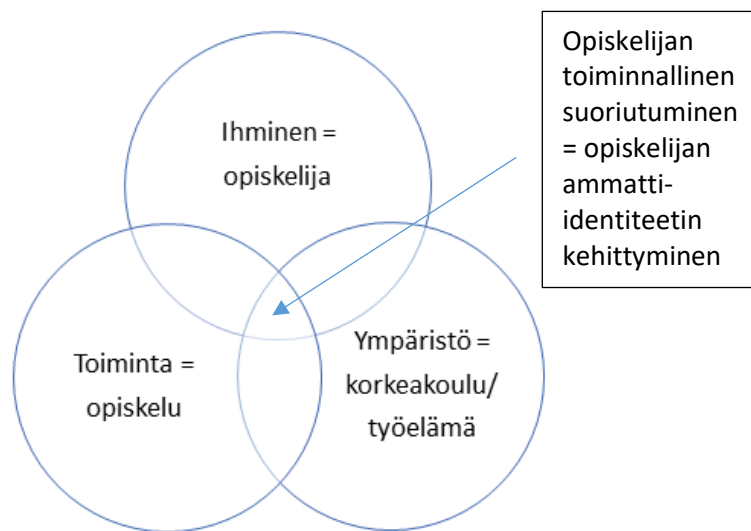 Opiskelijan
toiminnallinen
suoriutuminen
= opiskelijan
ammatti-
identiteetin
kehittyminen
Ihminen =
opiskelija
Toiminta =
opiskelu
Ympäristö =
korkeakoulu/
työelämä